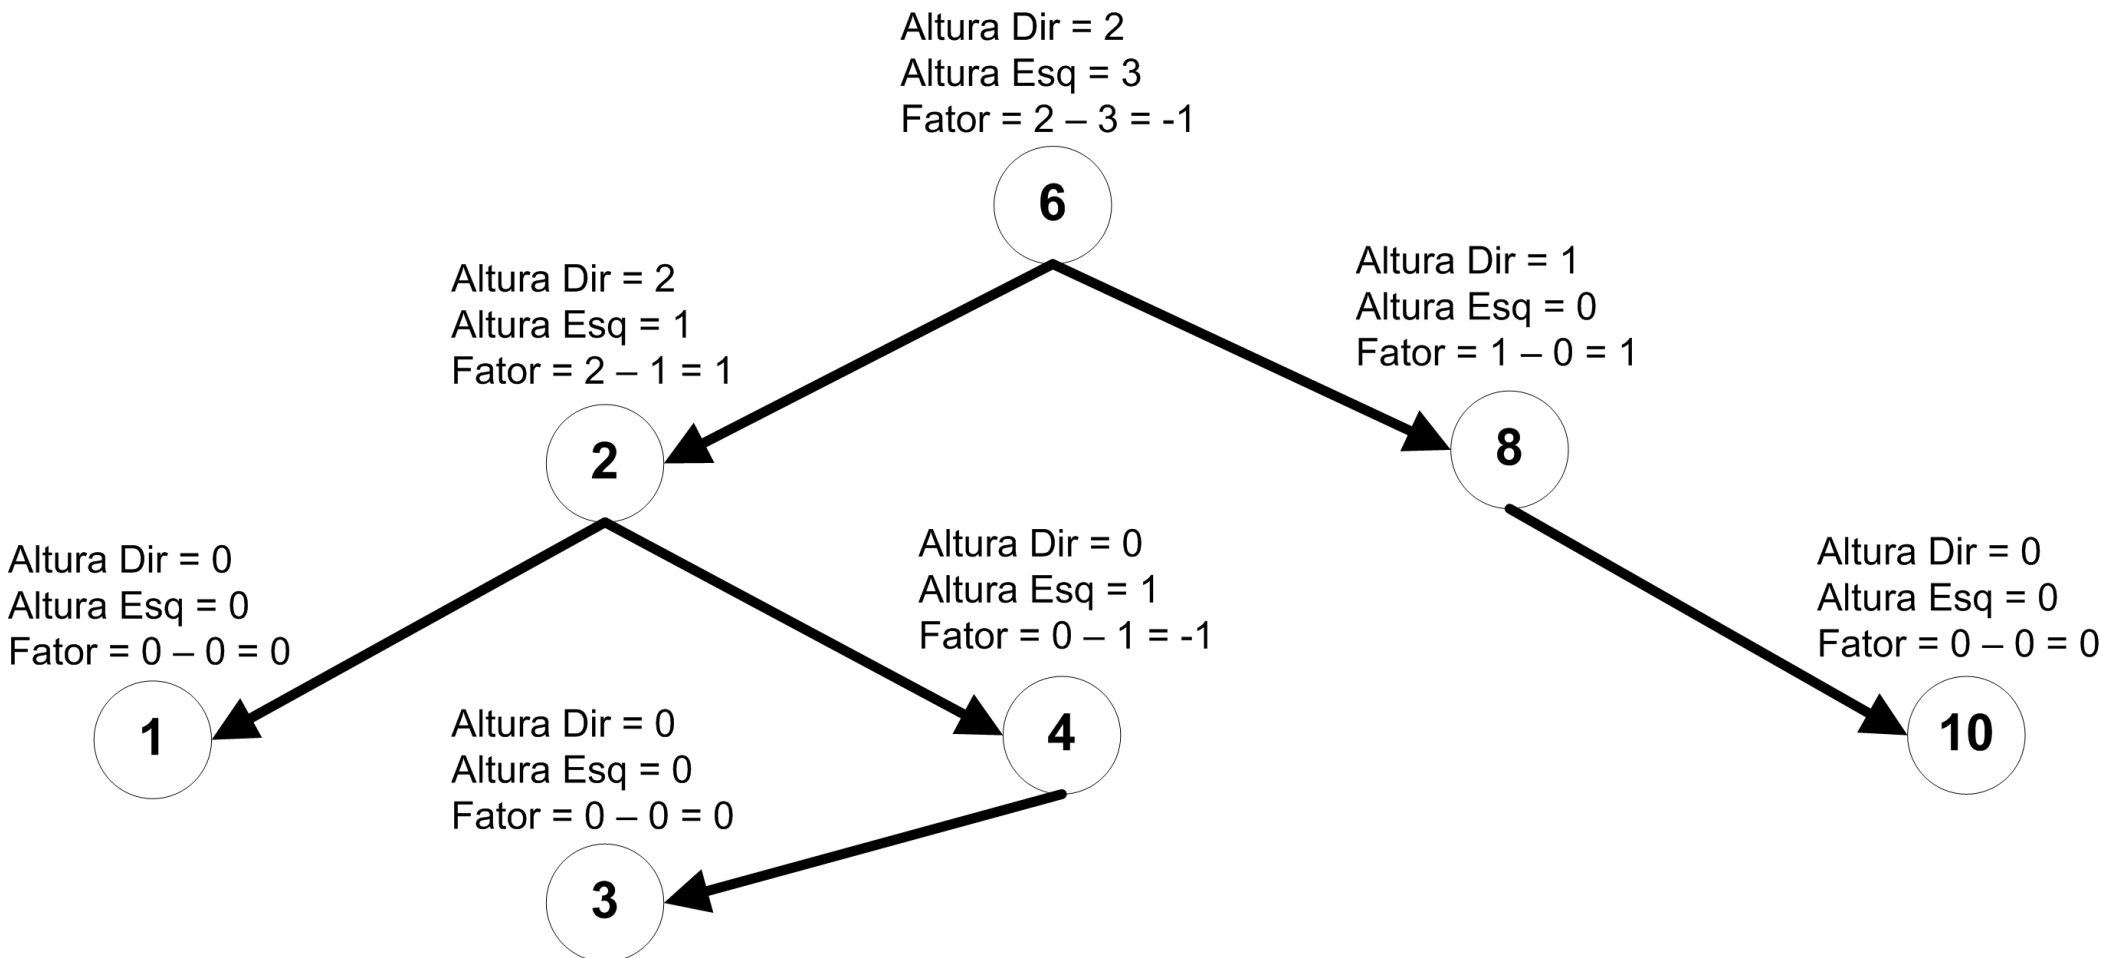 Altura Dir = 2
Altura Esq = 3
Fator = 2 – 3 = -1
6
Altura Dir = 2
Altura Esq = 1
Fator = 2 – 1 = 1
2
Altura Dir = 1
Altura Esq = 0
Fator = 1 – 0 = 1
8
Altura Dir = 0
Altura Esq = 0
Fator = 0 – 0 = 0
1
Altura Dir = 0
Altura Esq = 1
Fator = 0 – 1 = -1
4
Altura Dir = 0
Altura Esq = 0
Fator = 0 – 0 = 0
10
Altura Dir = 0
Altura Esq = 0
Fator = 0 – 0 = 0
3